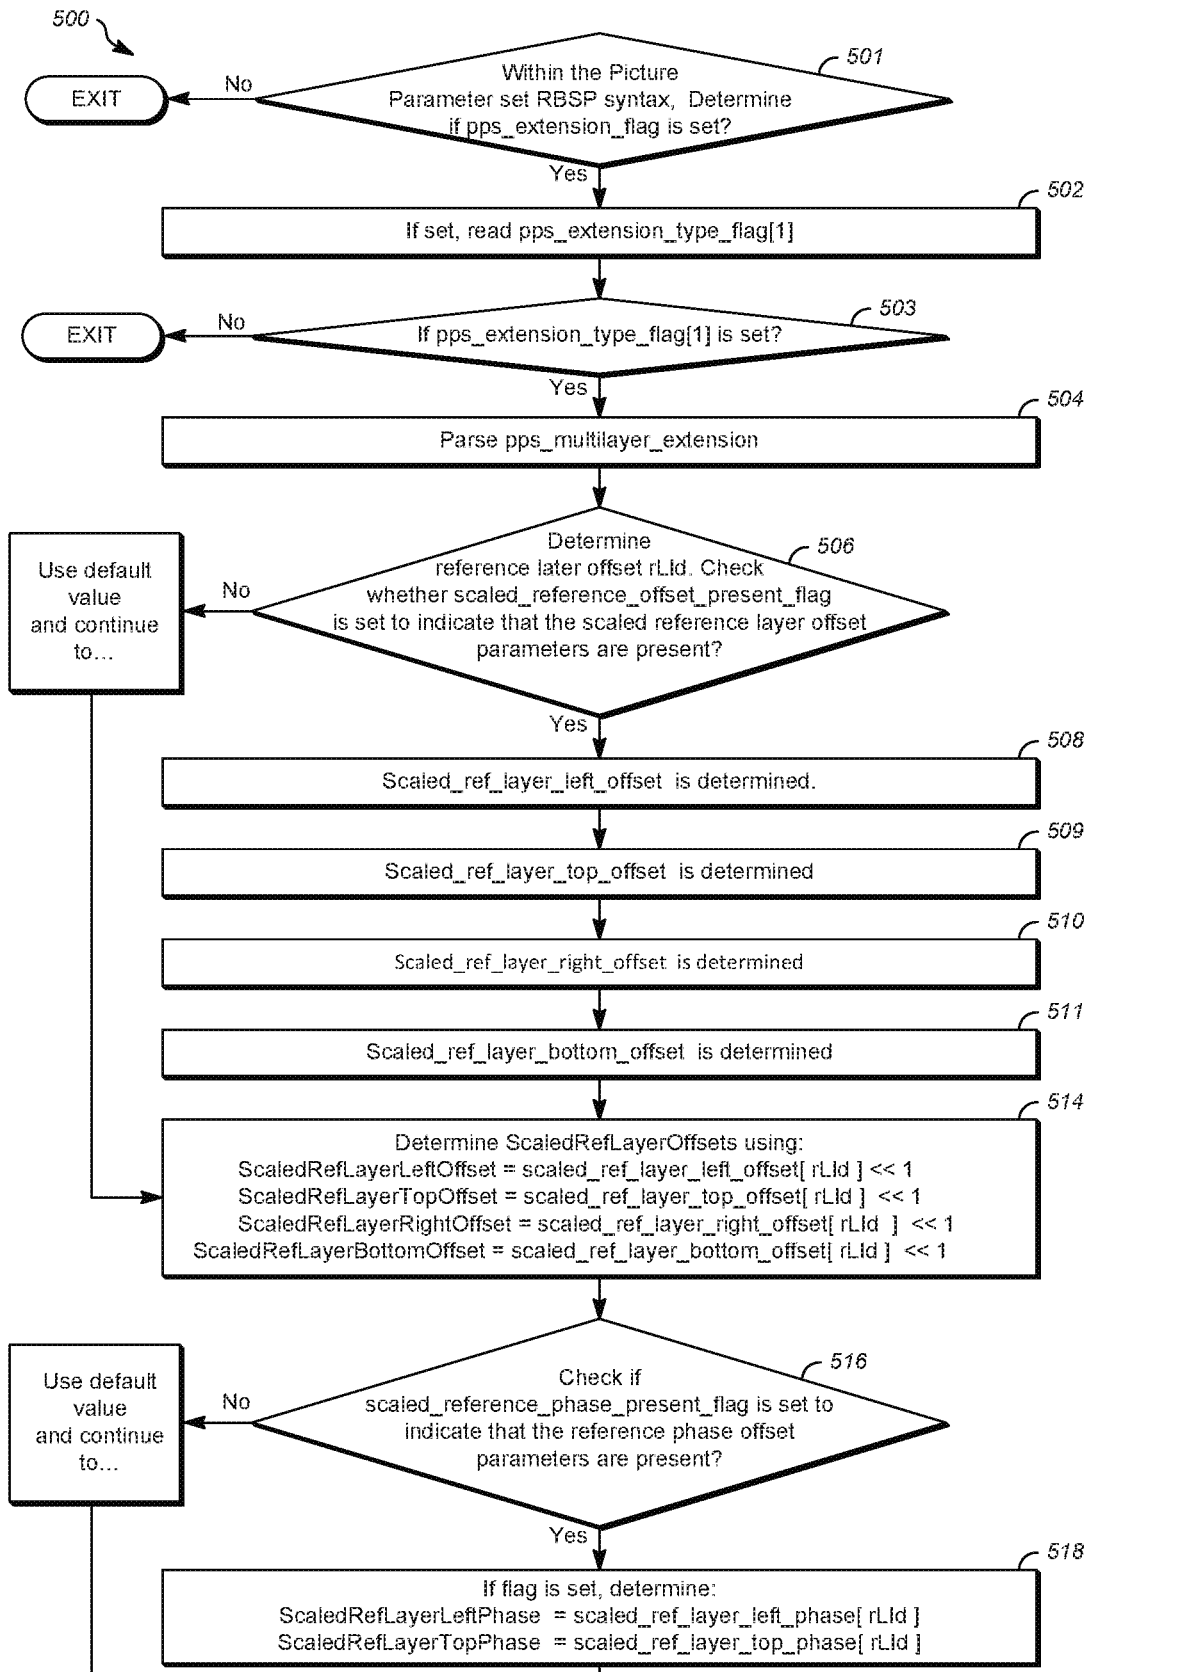 500
501
Within the Picture
Parameter set RBSP syntax, Determine
if pps_extension_flag is set?
No
EXIT
Yes
502
If set, read pps_extension_type_flag[1]
503
If pps_extension_type_flag[1] is set?
No
EXIT
Yes
504
Parse pps_multilayer_extension
506
Determine
reference later offset rLId. Check
whether scaled_reference_offset_present_flag
is set to indicate that the scaled reference layer offset
parameters are present?
No
Use default
value
and continue
to...
Yes
508
Scaled_ref_layer_left_offset is determined.
509
Scaled_ref_layer_top_offset is determined
510
Scaled_ref_layer_right_offset is determined
511
Scaled_ref_layer_bottom_offset is determined
514
Determine ScaledRefLayerOffsets using:
ScaledRefLayerLeftOffset = scaled_ref_layer_left_offset[ rLId ] << 1
ScaledRefLayerTopOffset = scaled_ref_layer_top_offset[ rLId ] << 1
ScaledRefLayerRightOffset = scaled_ref_layer_right_offset[ rLId ] << 1
ScaledRefLayerBottomOffset = scaled_ref_layer_bottom_offset[ rLId ] << 1
516
Check if
scaled_reference_phase_present_flag is set to
indicate that the reference phase offset
parameters are present?
No
Use default
value
and continue
to...
Yes
518
If flag is set, determine:
ScaledRefLayerLeftPhase = scaled_ref_layer_left_phase[ rLId ]
ScaledRefLayerTopPhase = scaled_ref_layer_top_phase[ rLId ]